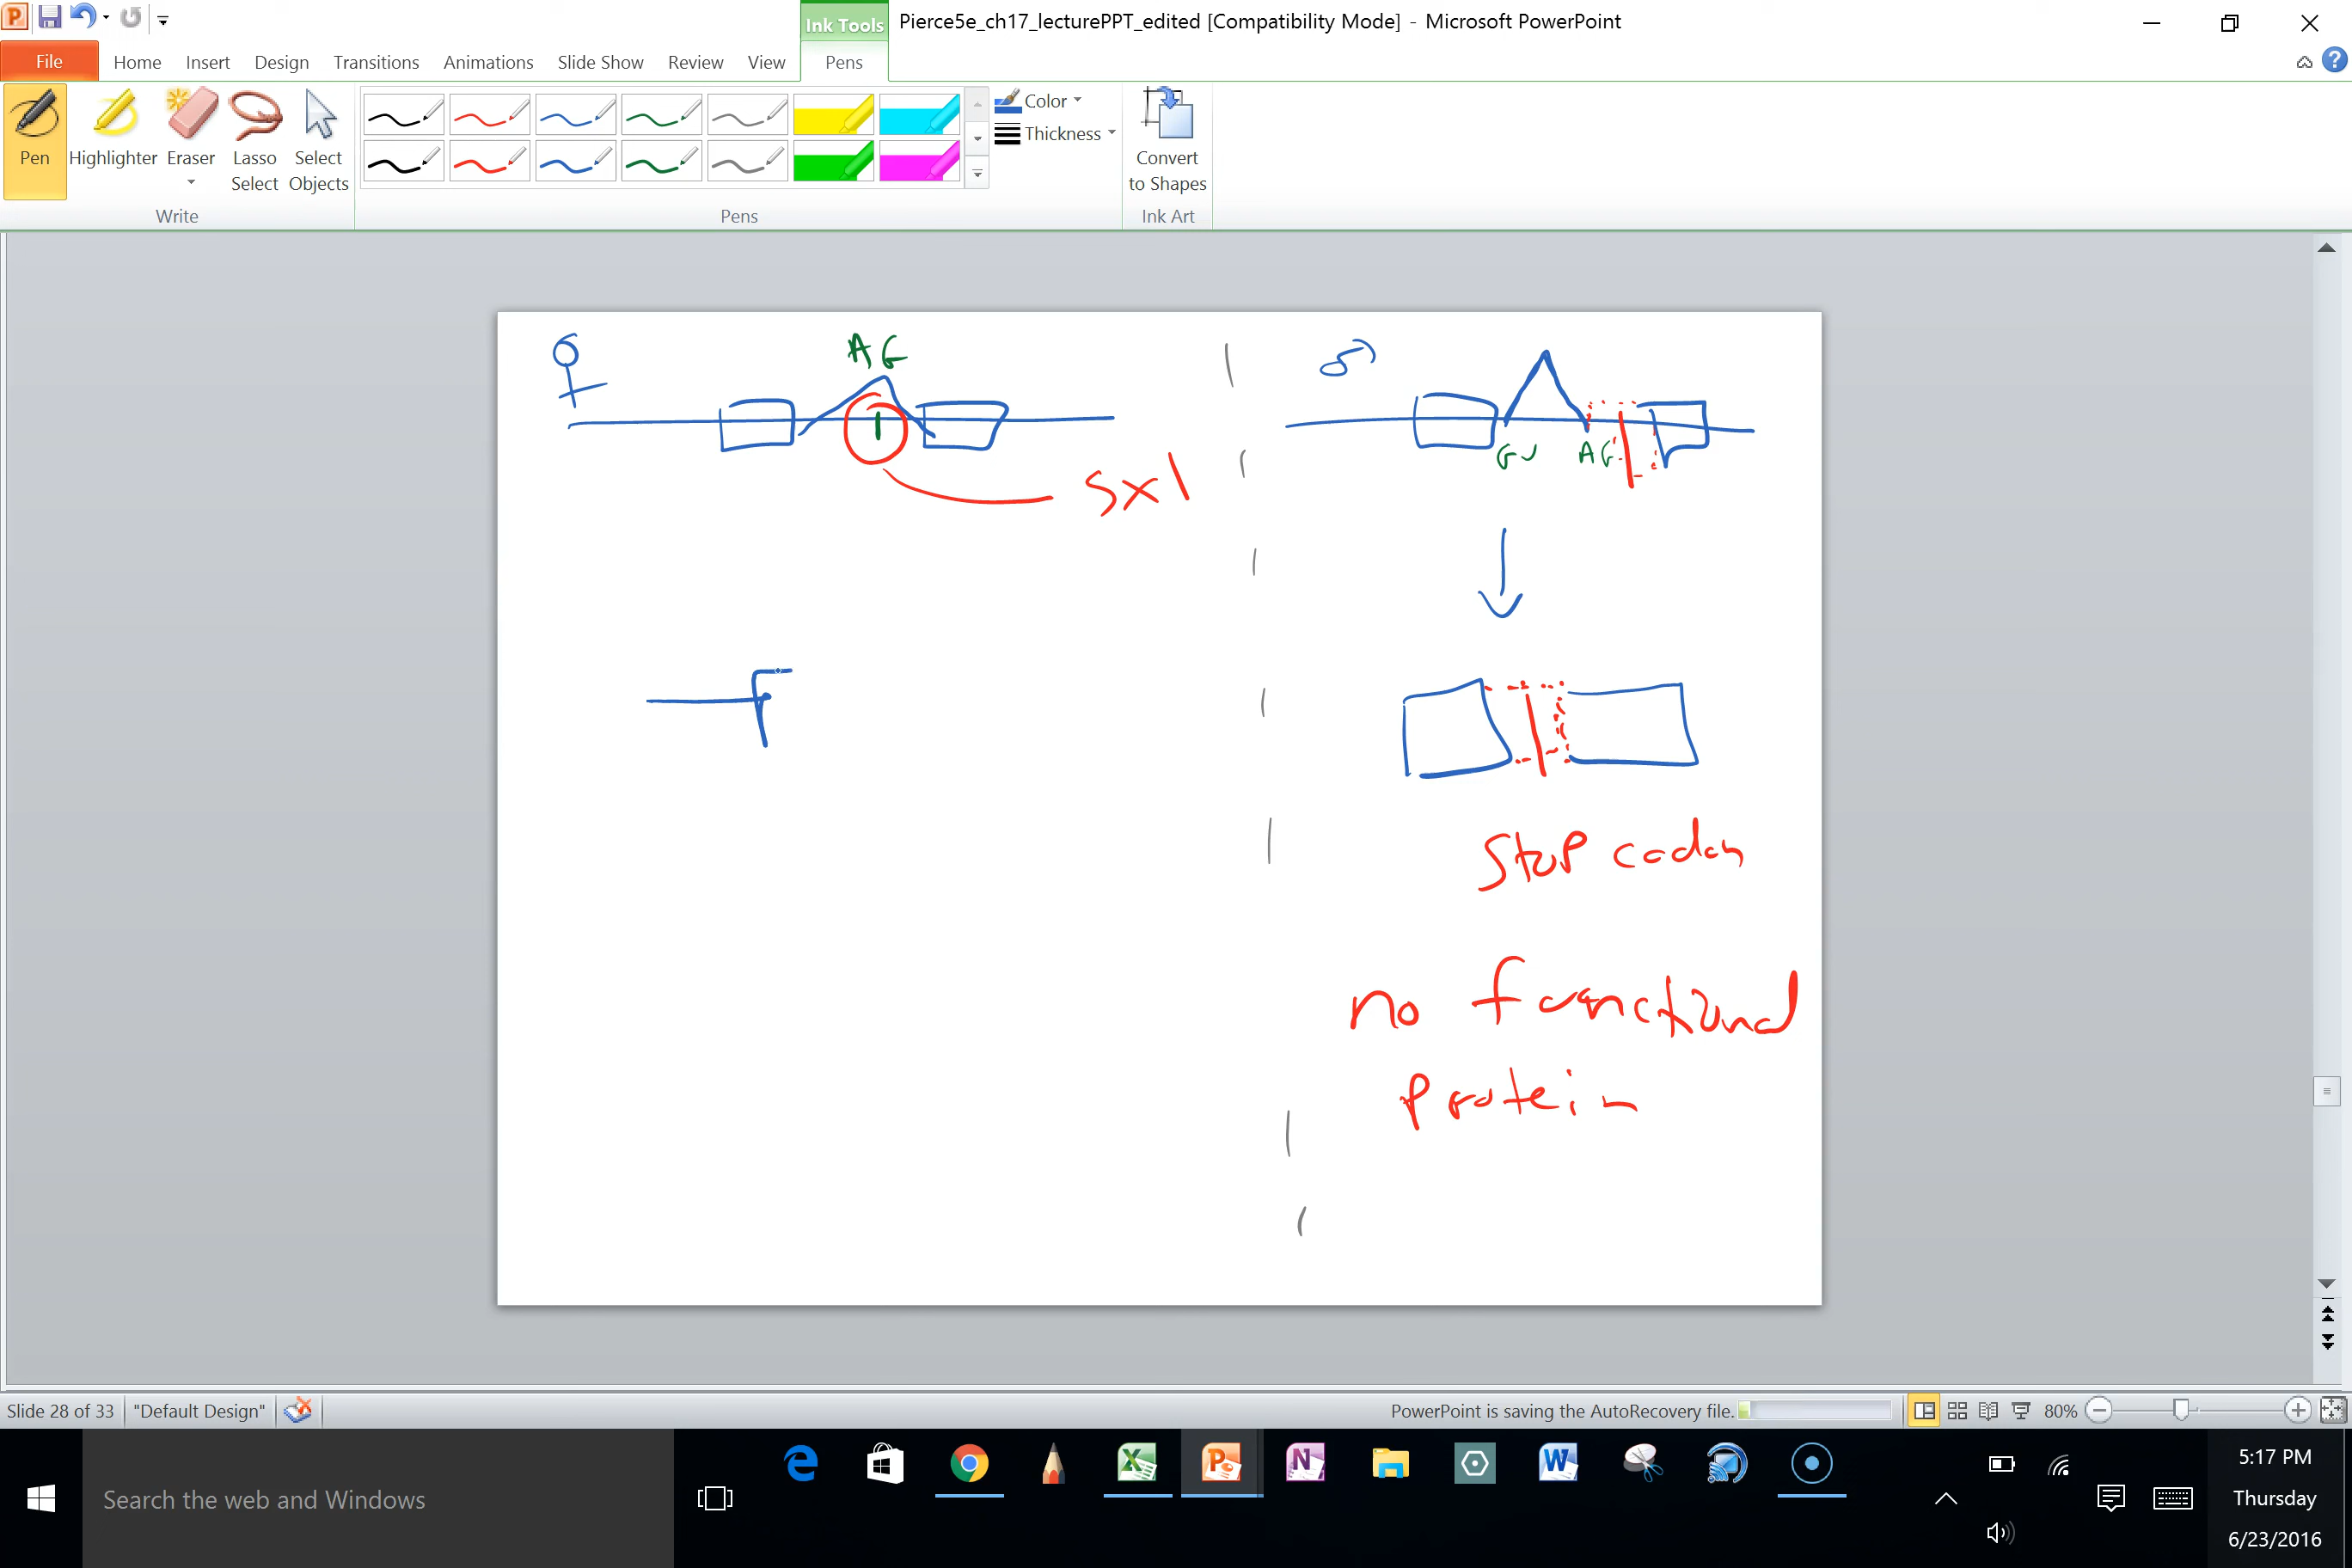 Ink Tools
Pierce5e_ch17_lecturePPT_edited [Compatibility Mode] - Microsoft PowerPoint
File Home Insert Design Transitions Animations Slide Show Review View Pens
Pen Highlighter Eraser Lasso Select Select Objects
Write
Pens
Color
Thickness
Convert to Shapes
Ink Art
AG
Sxl
GU AG
Stop codon
no functional
protein
Slide 28 of 33 "Default Design" PowerPoint is saving the AutoRecovery file. 80%
Search the web and Windows
5:17 PM
Thursday
6/23/2016